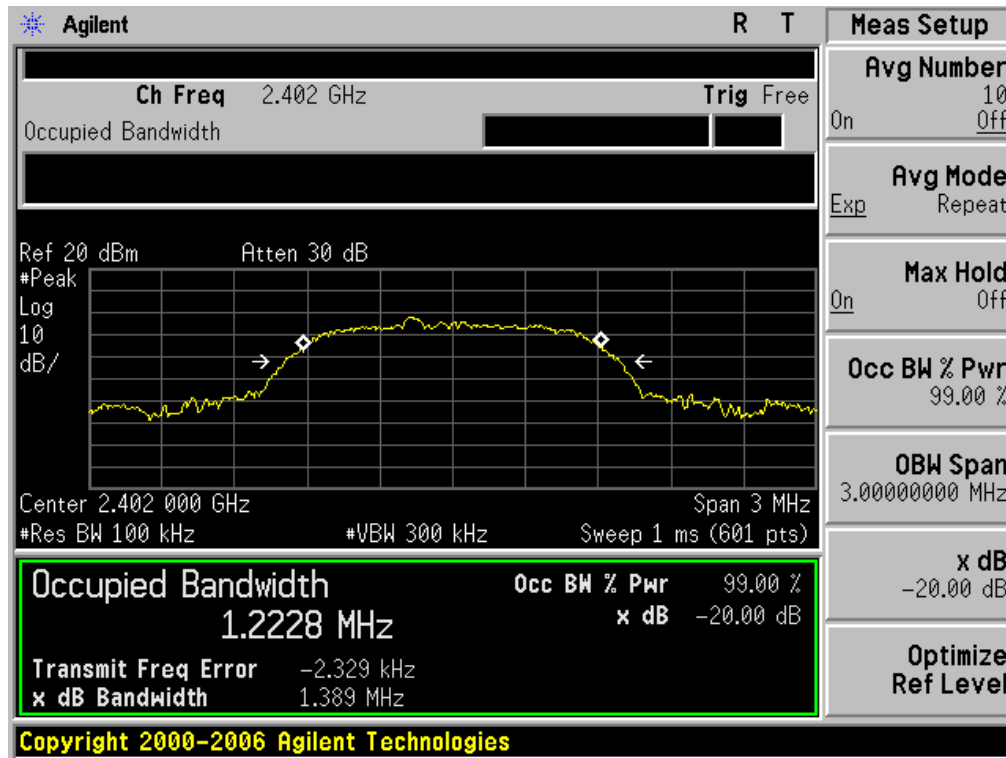 Agilent R T
Meas Setup
Ch Freq 2.402 GHz Trig Free
Occupied Bandwidth
Ref 20 dBm Atten 30 dB
#Peak
Log
10
dB/
Center 2.402 000 GHz Span 3 MHz
#Res BW 100 kHz #VBW 300 kHz Sweep 1 ms (601 pts)
Occupied Bandwidth
1.2228 MHz
Occ BW % Pwr 99.00 %
x dB -20.00 dB
Transmit Freq Error -2.329 kHz
x dB Bandwidth 1.389 MHz
Avg Number
10
On Off
Avg Mode
Exp Repeat
Max Hold
On Off
Occ BW % Pwr
99.00 %
OBW Span
3.00000000 MHz
x dB
-20.00 dB
Optimize
Ref Level
Copyright 2000-2006 Agilent Technologies